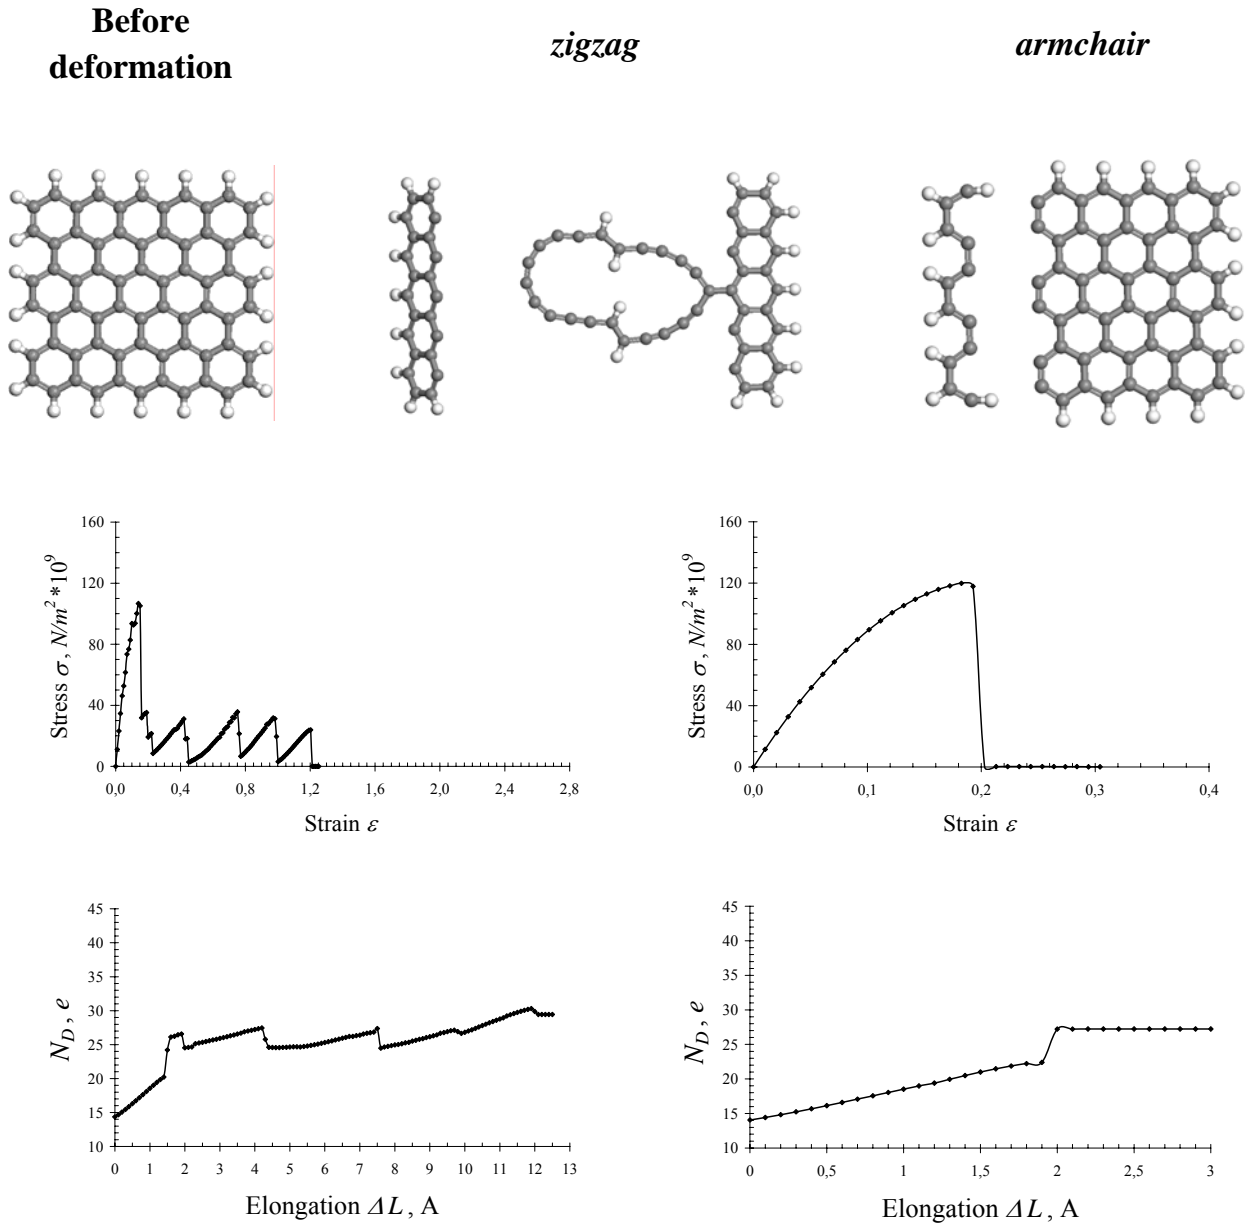 Before
deformation
zigzag
armchair
160
120
80
40
0
Stress σ, N/m²*10⁹
0,0 0,4 0,8 1,2 1,6 2,0 2,4 2,8
Strain ε
160
120
80
40
0
Stress σ, N/m²*10⁹
0,0 0,1 0,2 0,3 0,4
Strain ε
45
40
35
30
25
20
15
10
N_D, e
0 1 2 3 4 5 6 7 8 9 10 11 12 13
Elongation ΔL, A
45
40
35
30
25
20
15
10
N_D, e
0 0,5 1 1,5 2 2,5 3
Elongation ΔL, A